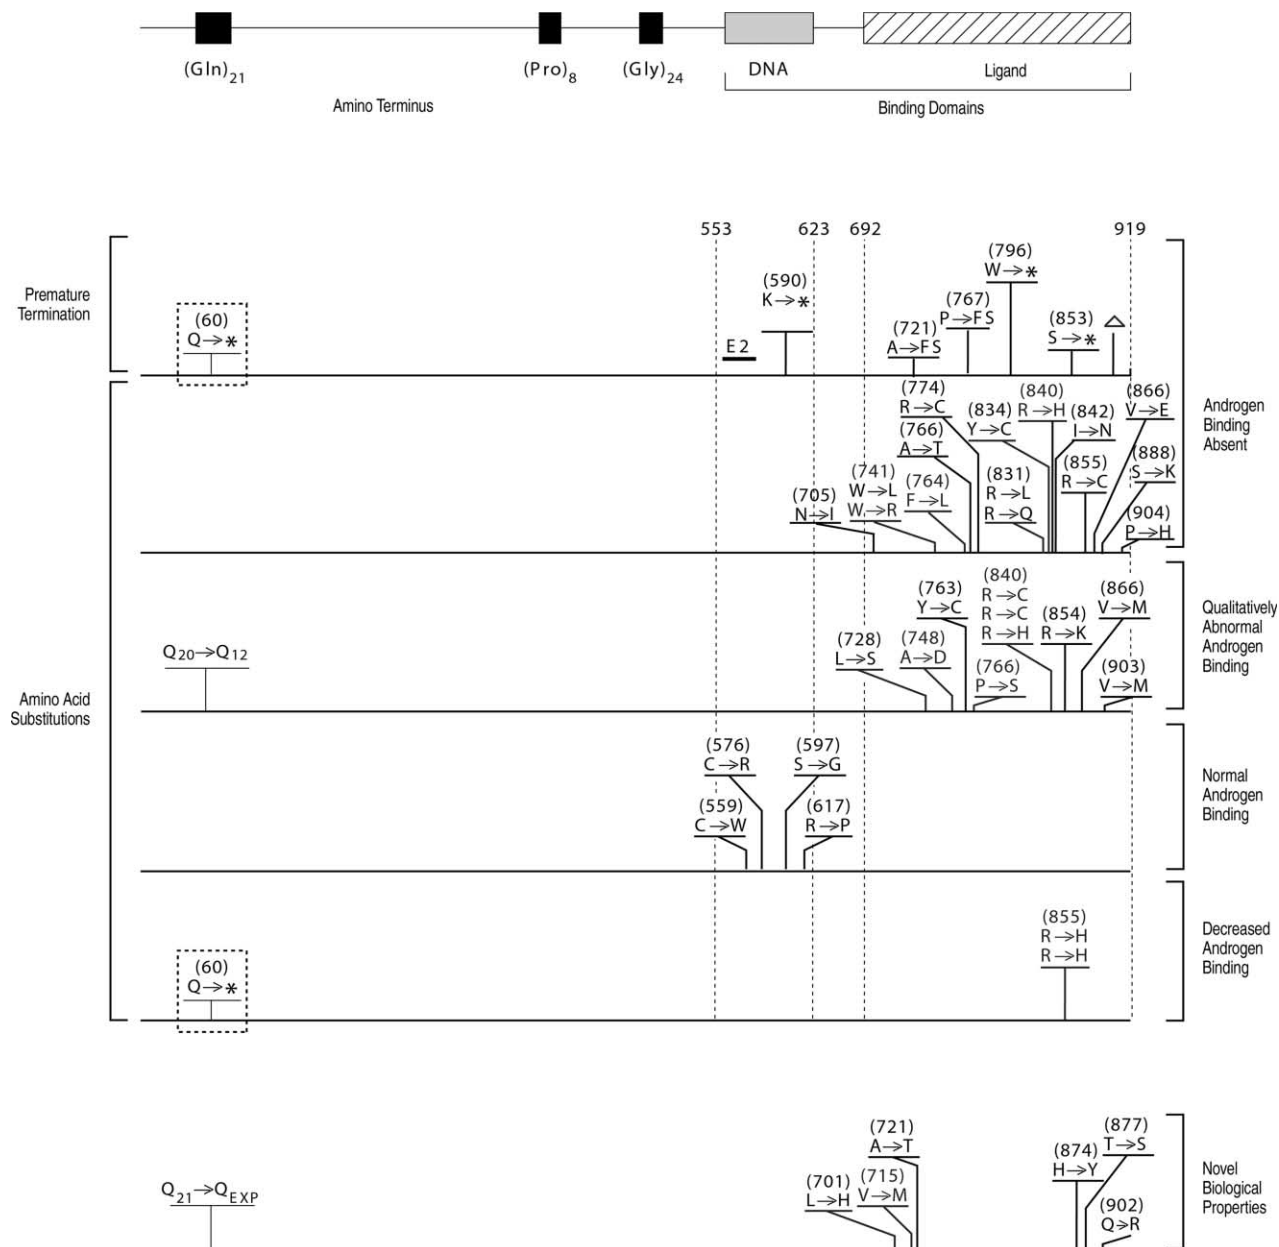 (Gln)21
(Pro)8
(Gly)24
DNA
Ligand
Amino Terminus
Binding Domains
553
623
692
919
Premature
Termination
(60)
Q→*
E2
(590)
K→*
(721)
A→FS
(767)
P→FS
(796)
W→*
(853)
S→*
△
Androgen
Binding
Absent
(705)
N→I
(741)
W→L
W→R
(774)
R→C
(766)
A→T
(764)
F→L
(834)
Y→C
(831)
R→L
R→Q
(840)
R→H
(842)
I→N
(855)
R→C
(866)
V→E
(888)
S→K
(904)
P→H
Amino Acid
Substitutions
Q20→Q12
(728)
L→S
(748)
A→D
(763)
Y→C
(766)
P→S
(840)
R→C
R→C
R→H
(854)
R→K
(866)
V→M
(903)
V→M
Qualitatively
Abnormal
Androgen
Binding
(576)
C→R
(559)
C→W
(597)
S→G
(617)
R→P
Normal
Androgen
Binding
(60)
Q→*
(855)
R→H
R→H
Decreased
Androgen
Binding
Q21→QEXP
(701)
L→H
(721)
A→T
(715)
V→M
(874)
H→Y
(877)
T→S
(902)
Q→R
Novel
Biological
Properties